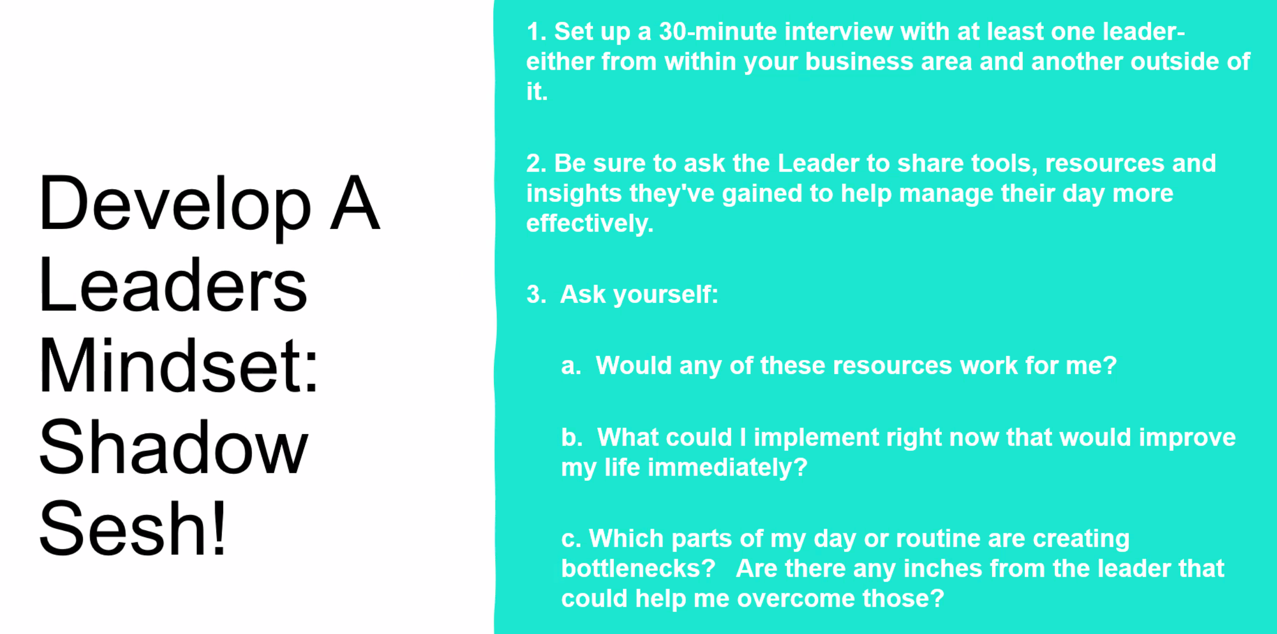 Develop A
Leaders
Mindset:
Shadow
Sesh!
1. Set up a 30-minute interview with at least one leader-
either from within your business area and another outside of
it.
2. Be sure to ask the Leader to share tools, resources and
insights they've gained to help manage their day more
effectively.
3.  Ask yourself:
a.  Would any of these resources work for me?
b.  What could I implement right now that would improve
my life immediately?
c. Which parts of my day or routine are creating
bottlenecks?   Are there any inches from the leader that
could help me overcome those?